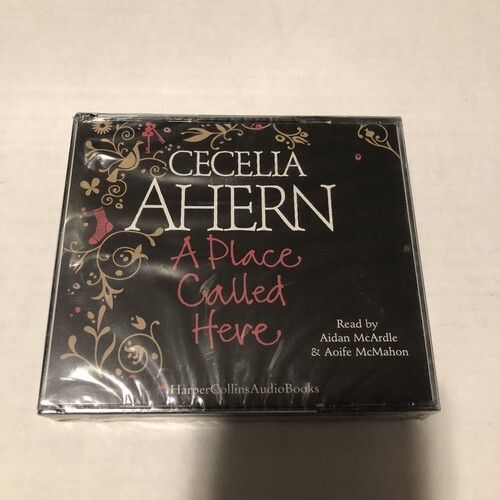 CECELIA
AHERN
A Place
Called
Here
Read by
Aidan McArdle
& Aoife McMahon
HarperCollinsAudioBooks